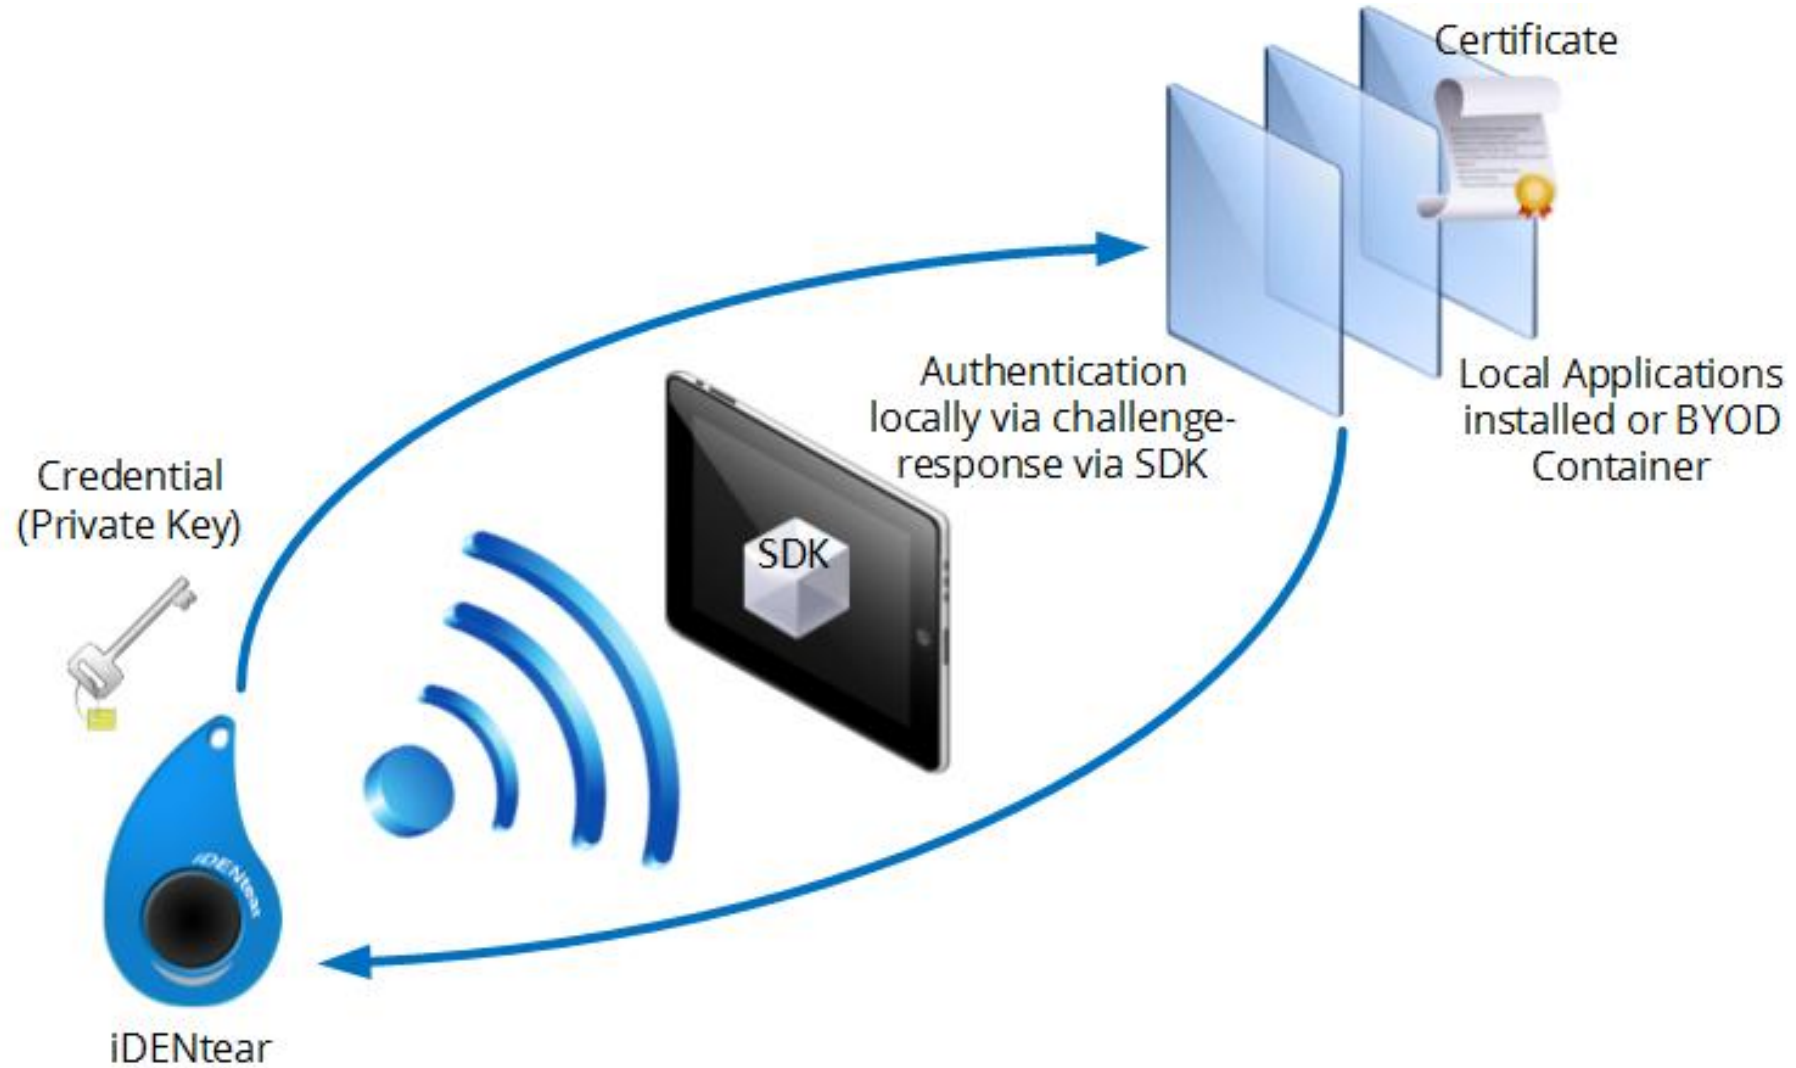 Certificate
Authentication
locally via challenge-
response via SDK
Local Applications
installed or BYOD
Container
Credential
(Private Key)
SDK
iDENtear
iDENtear